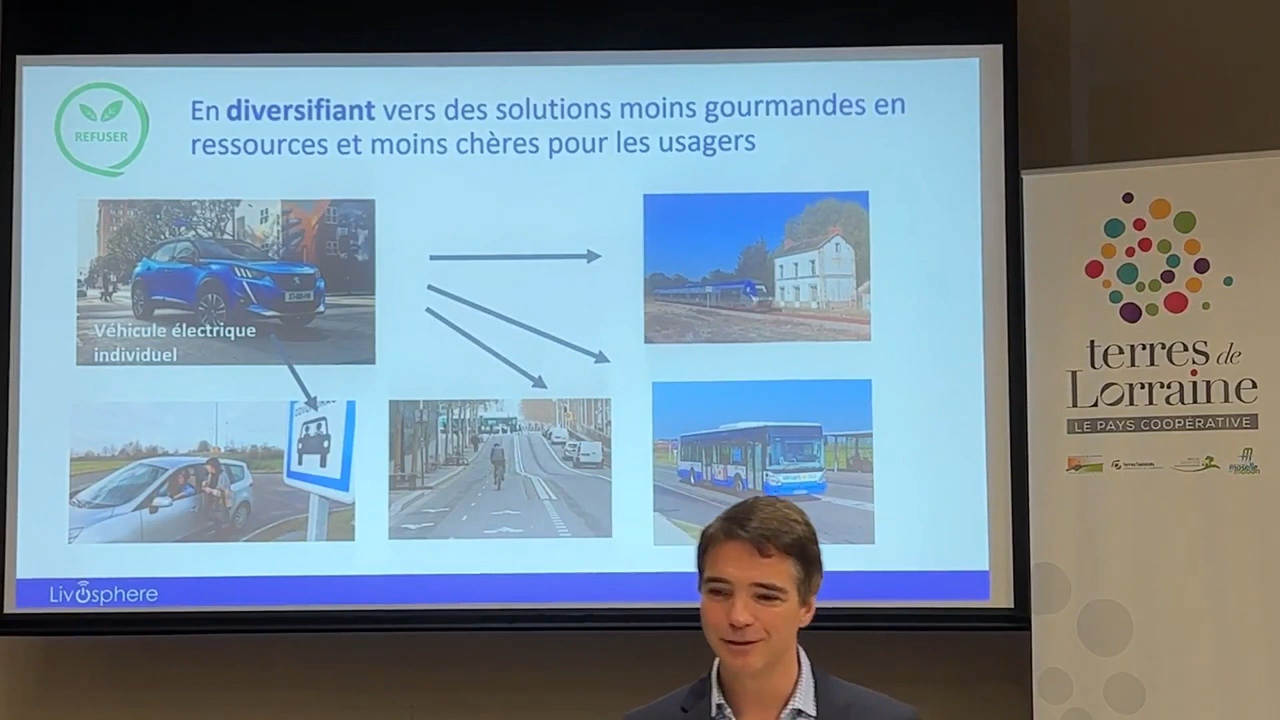 REFUSER
En diversifiant vers des solutions moins gourmandes en
ressources et moins chères pour les usagers
Véhicule électrique
individuel
Livosphere
terres de
Lorraine
LE PAYS COOPÉRATIVE